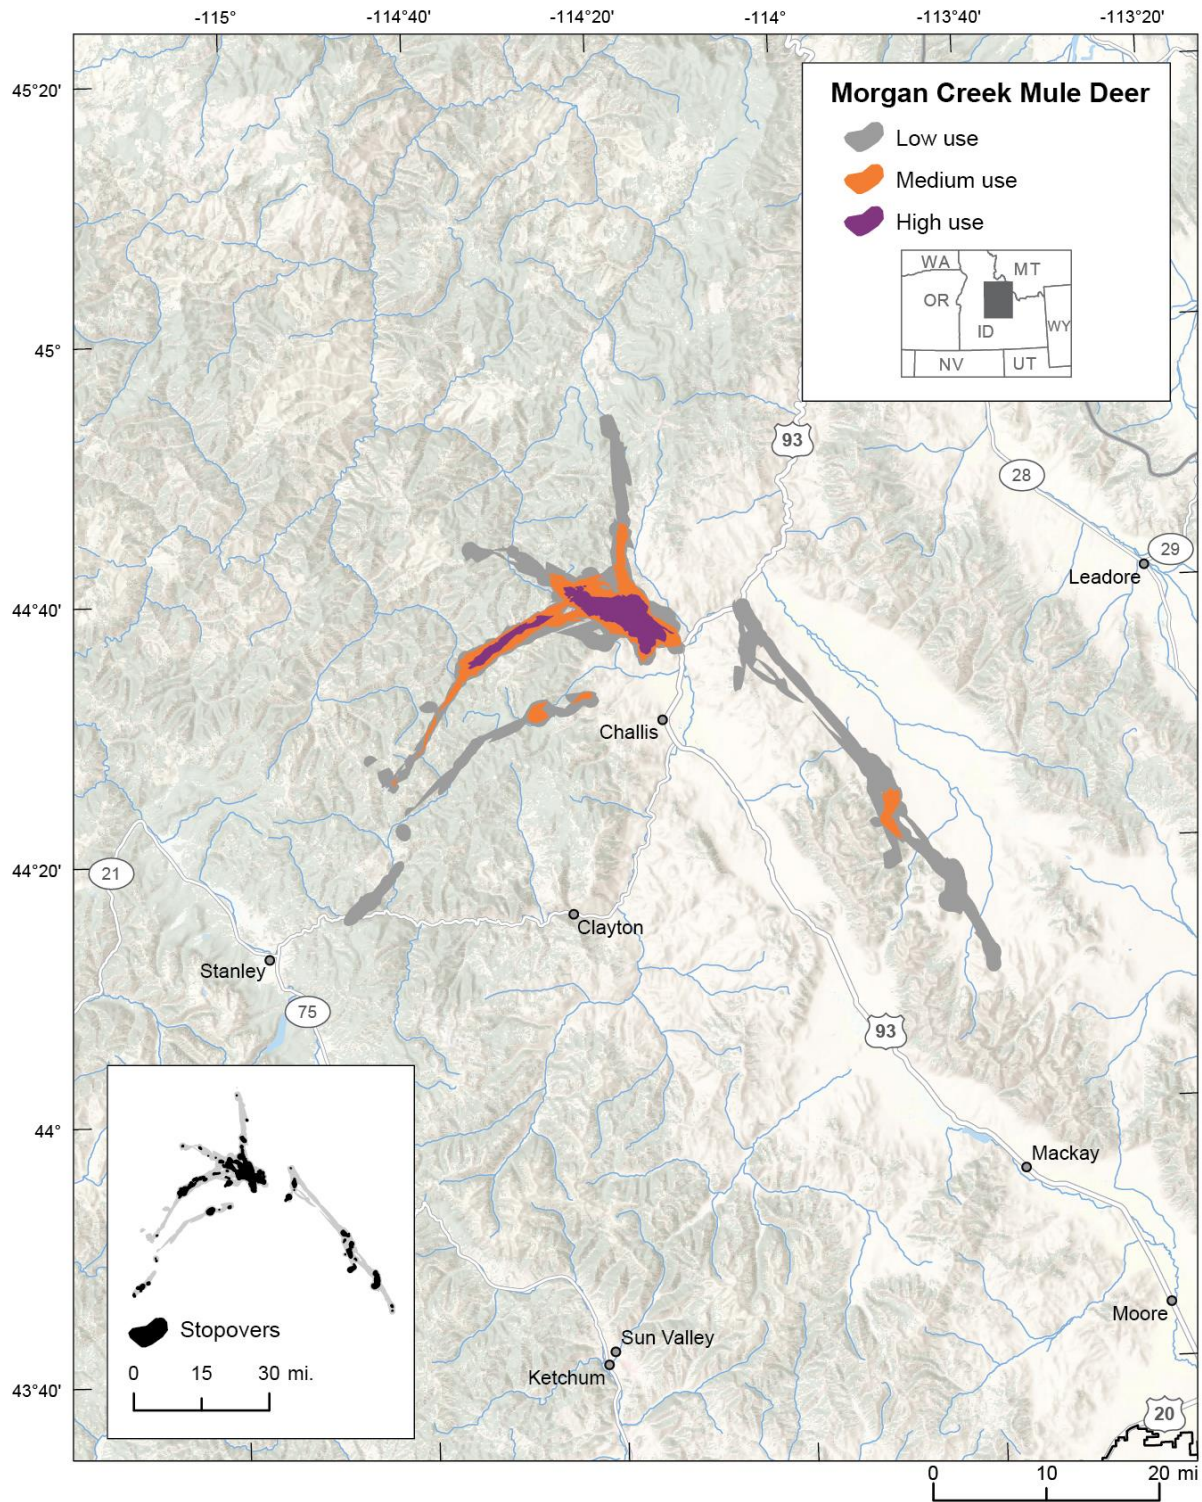 -115°
-114°40'
-114°20'
-114°
-113°40'
-113°20'
45°20'
45°
44°40'
44°20'
44°
43°40'
Morgan Creek Mule Deer
Low use
Medium use
High use
WA
MT
OR
ID
WY
NV
UT
93
28
29
Leadore
Challis
21
Clayton
Stanley
75
93
Mackay
Moore
Sun Valley
Ketchum
20
Stopovers
0 15 30 mi.
0 10 20 mi